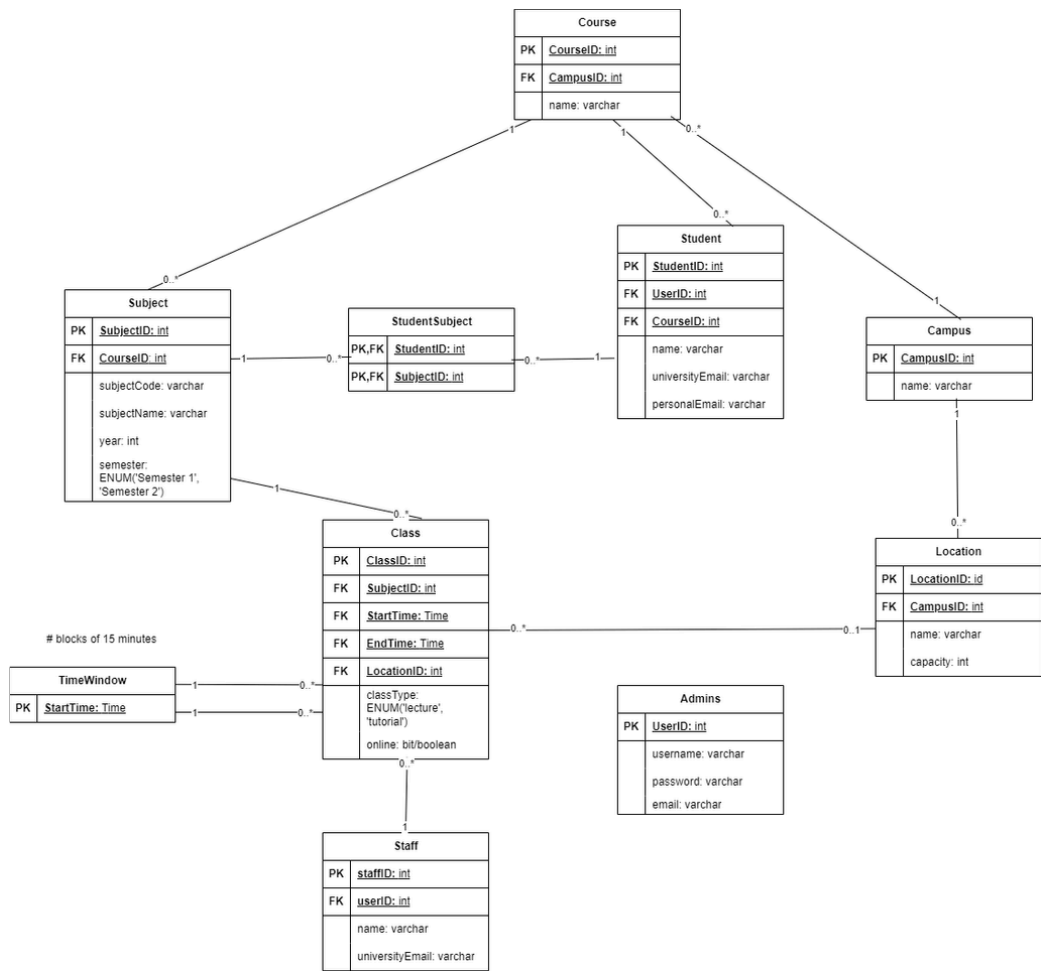 Course
PK CourseID: int
FK CampusID: int
name: varchar
1
1
0..*
0..*
0..*
1
Student
PK StudentID: int
FK UserID: int
FK CourseID: int
name: varchar
universityEmail: varchar
personalEmail: varchar
Subject
PK SubjectID: int
FK CourseID: int
subjectCode: varchar
subjectName: varchar
year: int
semester:
ENUM('Semester 1',
'Semester 2')
StudentSubject
PK,FK StudentID: int
PK,FK SubjectID: int
1
0..*
0..*
1
Campus
PK CampusID: int
name: varchar
1
0..*
1
0..*
Class
PK ClassID: int
FK SubjectID: int
FK StartTime: Time
FK EndTime: Time
FK LocationID: int
classType:
ENUM('lecture',
'tutorial')
online: bit/boolean
0..*
0..1
Location
PK LocationID: id
FK CampusID: int
name: varchar
capacity: int
# blocks of 15 minutes
TimeWindow
PK StartTime: Time
1
0..*
1
0..*
Admins
PK UserID: int
username: varchar
password: varchar
email: varchar
0..*
1
Staff
PK staffID: int
FK userID: int
name: varchar
universityEmail: varchar